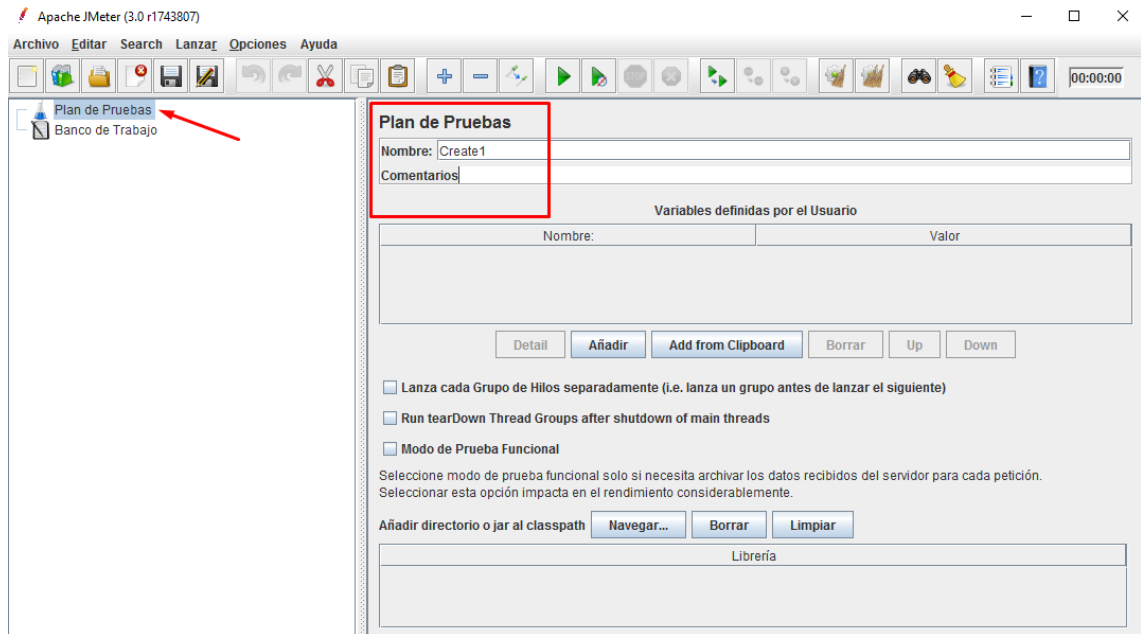 Apache JMeter (3.0 r1743807)
Archivo Editar Search Lanzar Opciones Ayuda
STOP
00:00:00
Plan de Pruebas
Banco de Trabajo
Plan de Pruebas
Nombre: Create1
Comentarios
Variables definidas por el Usuario
Nombre: Valor
Detail Añadir Add from Clipboard Borrar Up Down
Lanza cada Grupo de Hilos separadamente (i.e. lanza un grupo antes de lanzar el siguiente)
Run tearDown Thread Groups after shutdown of main threads
Modo de Prueba Funcional
Seleccione modo de prueba funcional solo si necesita archivar los datos recibidos del servidor para cada petición.
Seleccionar esta opción impacta en el rendimiento considerablemente.
Añadir directorio o jar al classpath Navegar... Borrar Limpiar
Librería